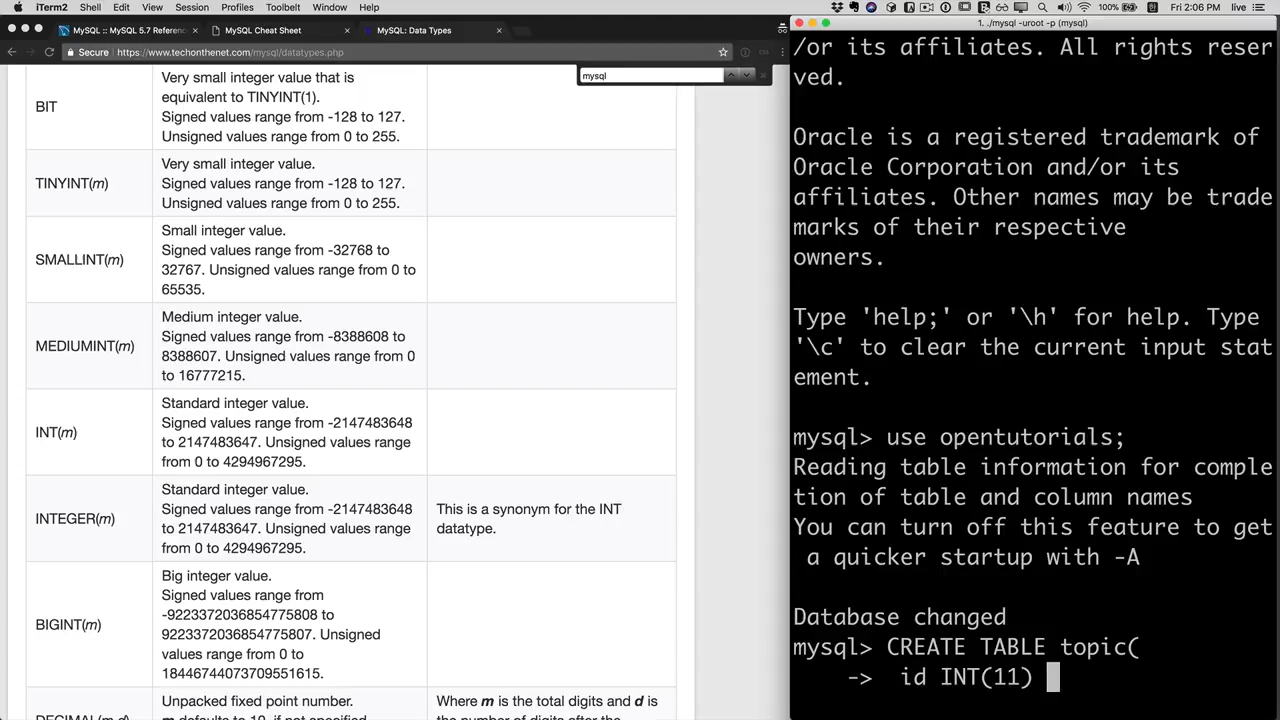 iTerm2 Shell Edit View Session Profiles Toolbelt Window Help
100% Fri 2:06 PM live
MySQL :: MySQL 5.7 Referenc
MySQL Cheat Sheet
MySQL: Data Types
Secure https://www.techonthenet.com/mysql/datatypes.php
mysql
BIT
Very small integer value that is
equivalent to TINYINT(1).
Signed values range from -128 to 127.
Unsigned values range from 0 to 255.
TINYINT(m)
Very small integer value.
Signed values range from -128 to 127.
Unsigned values range from 0 to 255.
SMALLINT(m)
Small integer value.
Signed values range from -32768 to
32767. Unsigned values range from 0 to
65535.
MEDIUMINT(m)
Medium integer value.
Signed values range from -8388608 to
8388607. Unsigned values range from 0
to 16777215.
INT(m)
Standard integer value.
Signed values range from -2147483648
to 2147483647. Unsigned values range
from 0 to 4294967295.
INTEGER(m)
Standard integer value.
Signed values range from -2147483648
to 2147483647. Unsigned values range
from 0 to 4294967295.
This is a synonym for the INT
datatype.
BIGINT(m)
Big integer value.
Signed values range from
-9223372036854775808 to
9223372036854775807. Unsigned
values range from 0 to
18446744073709551615.
Unpacked fixed point number.
Where m is the total digits and d is
1. ./mysql -uroot -p (mysql)
/or its affiliates. All rights reser
ved.
Oracle is a registered trademark of
Oracle Corporation and/or its
affiliates. Other names may be trade
marks of their respective
owners.
Type 'help;' or '\h' for help. Type
'\c' to clear the current input stat
ement.
mysql> use opentutorials;
Reading table information for comple
tion of table and column names
You can turn off this feature to get
a quicker startup with -A
Database changed
mysql> CREATE TABLE topic(
-> id INT(11)